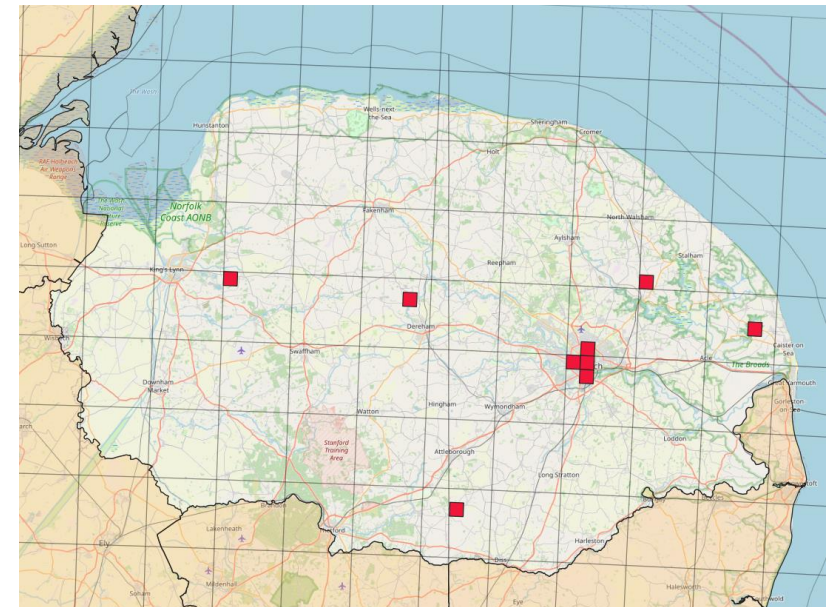 The Wash
Wells-next
the-Sea
Hunstanton
Sheringham
Cromer
Holt
RAF Holbeach
Air Weapons
Range
The Wash
National
Nature
Reserve
Norfolk
Coast AONB
Fakenham
North Walsham
Long Sutton
Aylsham
Stalham
King's Lynn
Reepham
Dereham
Wisbech
Swaffham
Caister-on
Sea
Acle
The Broads
Great Yarmouth
Downham
Market
Gorleston
on-Sea
Watton
Hingham
Wymondham
arch
Stanford
Training
Area
Loddon
Attleborough
Long Stratton
Lakenheath
Thetford
Ely
Harleston
Diss
Mildenhall
Halesworth
Soham
Eye